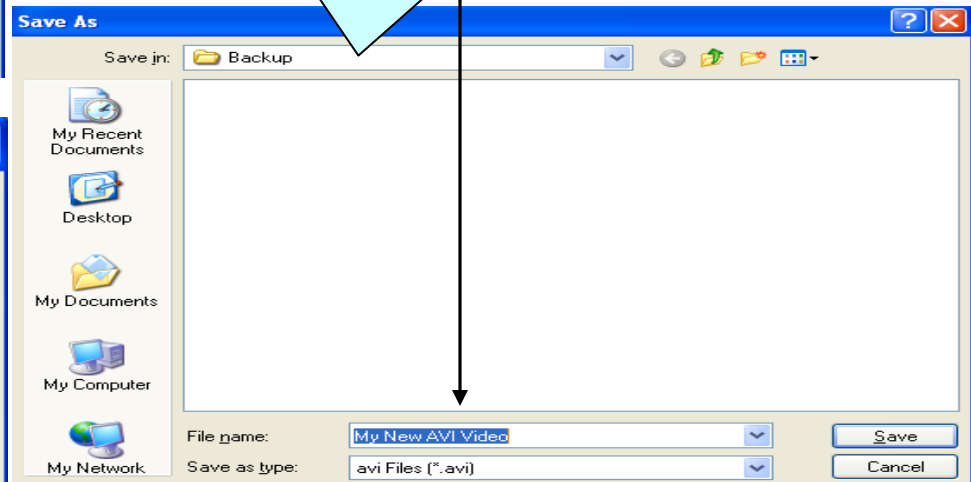 Save As
Save in: Backup
My Recent
Documents
Desktop
My Documents
My Computer
My Network
File name: My New AVI Video Save
Save as type: avi Files (*.avi) Cancel